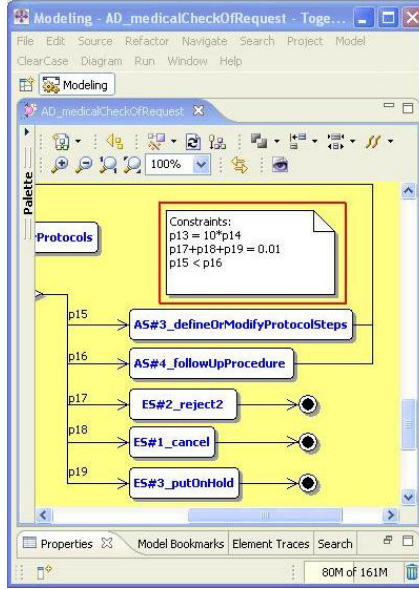 Modeling - AD_medicalCheckOfRequest - Toge...
File Edit Source Refactor Navigate Search Project Model
ClearCase Diagram Run Window Help
Modeling
AD_medicalCheckOfRequest
100%
Palette
Constraints:
p13 = 10*p14
p17+p18+p19 = 0.01
p15 < p16
Protocols
p15
AS#3_defineOrModifyProtocolSteps
p16
AS#4_followUpProcedure
p17
ES#2_reject2
p18
ES#1_cancel
p19
ES#3_putOnHold
Properties Model Bookmarks Element Traces Search
80M of 161M